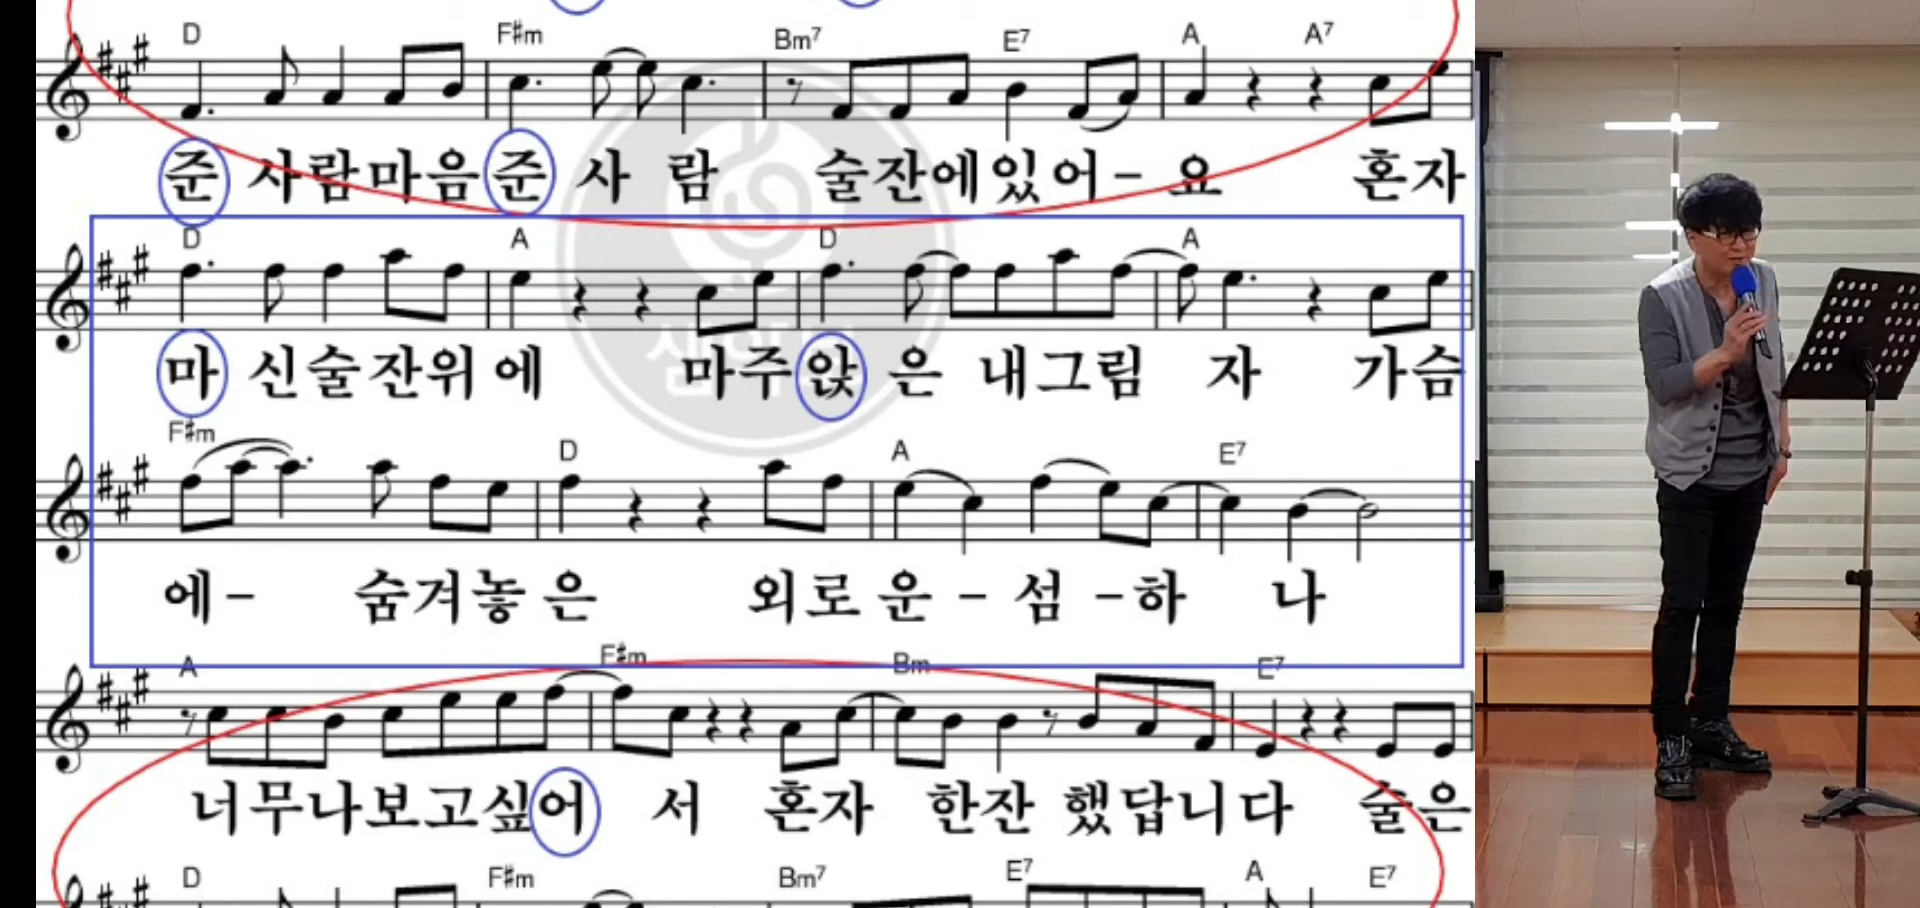 D F#m Bm7 E7 A A7
준 사람마음준 사 람 술잔에있어- 요 혼자
D A D A
마 신술잔위에 마주앉 은 내그림 자 가슴
F#m D A E7
에- 숨겨놓은 외로운-섬-하 나
A F#m Bm E7
너무나보고싶어 서 혼자 한잔 했답니다 술은
D F#m Bm7 E7 A E7